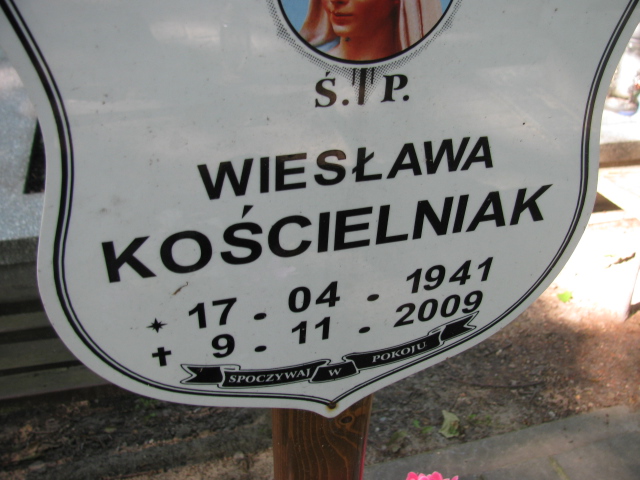 Ś. P.
WIESŁAWA
KOŚCIELNIAK
* 17 - 04 - 1941
✝ 9 - 11 - 2009
SPOCZYWAJ W POKOJU